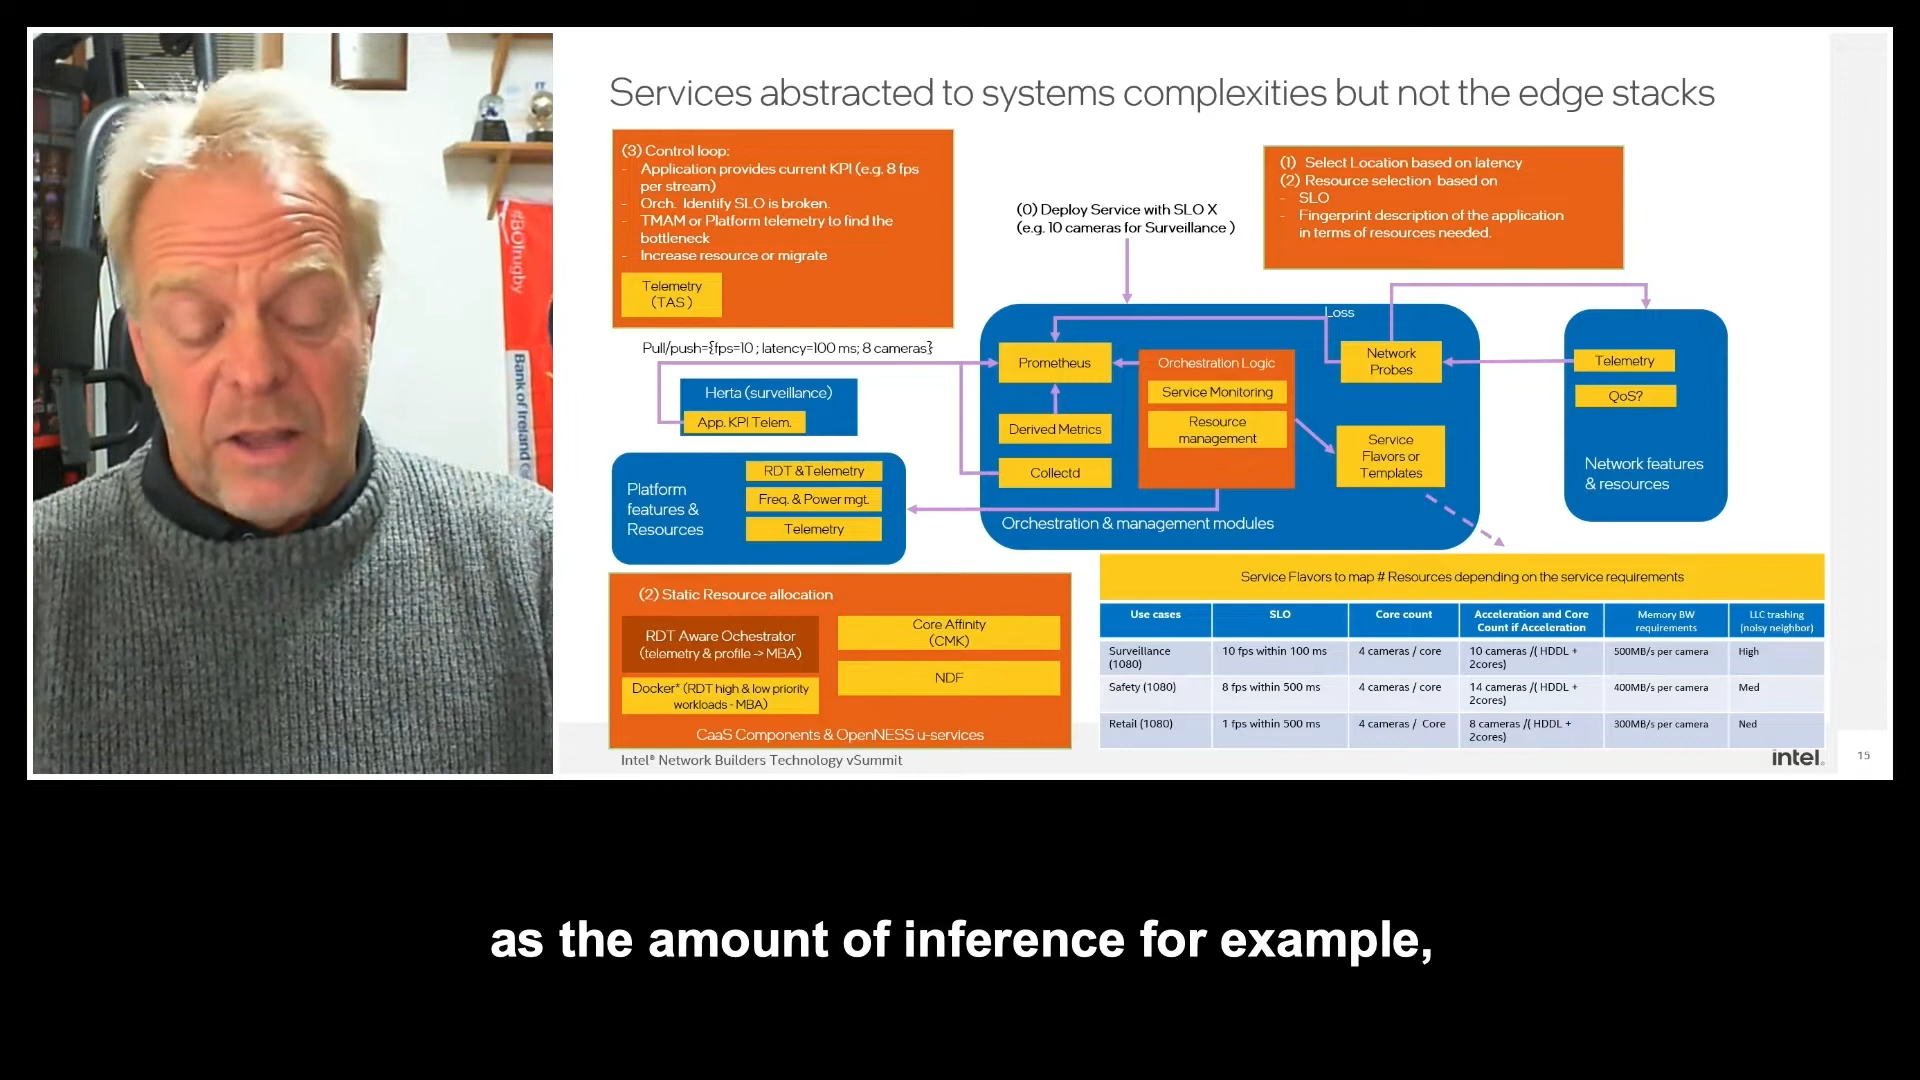 Services abstracted to systems complexities but not the edge stacks
(3) Control loop:
- Application provides current KPI (e.g. 8 fps
per stream)
- Orch. Identify SLO is broken.
- TMAM or Platform telemetry to find the
bottleneck
- Increase resource or migrate
Telemetry
(TAS )
(0) Deploy Service with SLO X
(e.g. 10 cameras for Surveillance )
(1) Select Location based on latency
(2) Resource selection based on
- SLO
- Fingerprint description of the application
in terms of resources needed.
Pull/push={fps=10 ; latency=100 ms; 8 cameras}
Herta (surveillance)
App. KPI Telem.
Platform
features &
Resources
RDT & Telemetry
Freq. & Power mgt.
Telemetry
Loss
Prometheus
Derived Metrics
Collectd
Orchestration Logic
Service Monitoring
Resource
management
Network
Probes
Service
Flavors or
Templates
Orchestration & management modules
Telemetry
QoS?
Network features
& resources
(2) Static Resource allocation
RDT Aware Ochestrator
(telemetry & profile -> MBA)
Docker* (RDT high & low priority
workloads - MBA)
Core Affinity
(CMK)
NDF
CaaS Components & OpenNESS u-services
Service Flavors to map # Resources depending on the service requirements
Use cases SLO Core count Acceleration and Core Count if Acceleration Memory BW requirements LLC trashing (noisy neighbor)
Surveillance (1080) 10 fps within 100 ms 4 cameras / core 10 cameras /( HDDL + 2cores) 500MB/s per camera High
Safety (1080) 8 fps within 500 ms 4 cameras / core 14 cameras /( HDDL + 2cores) 400MB/s per camera Med
Retail (1080) 1 fps within 500 ms 4 cameras / Core 8 cameras /( HDDL + 2cores) 300MB/s per camera Ned
Intel® Network Builders Technology vSummit
intel.
15
#BOIrugby
Bank of Ireland
as the amount of inference for example,